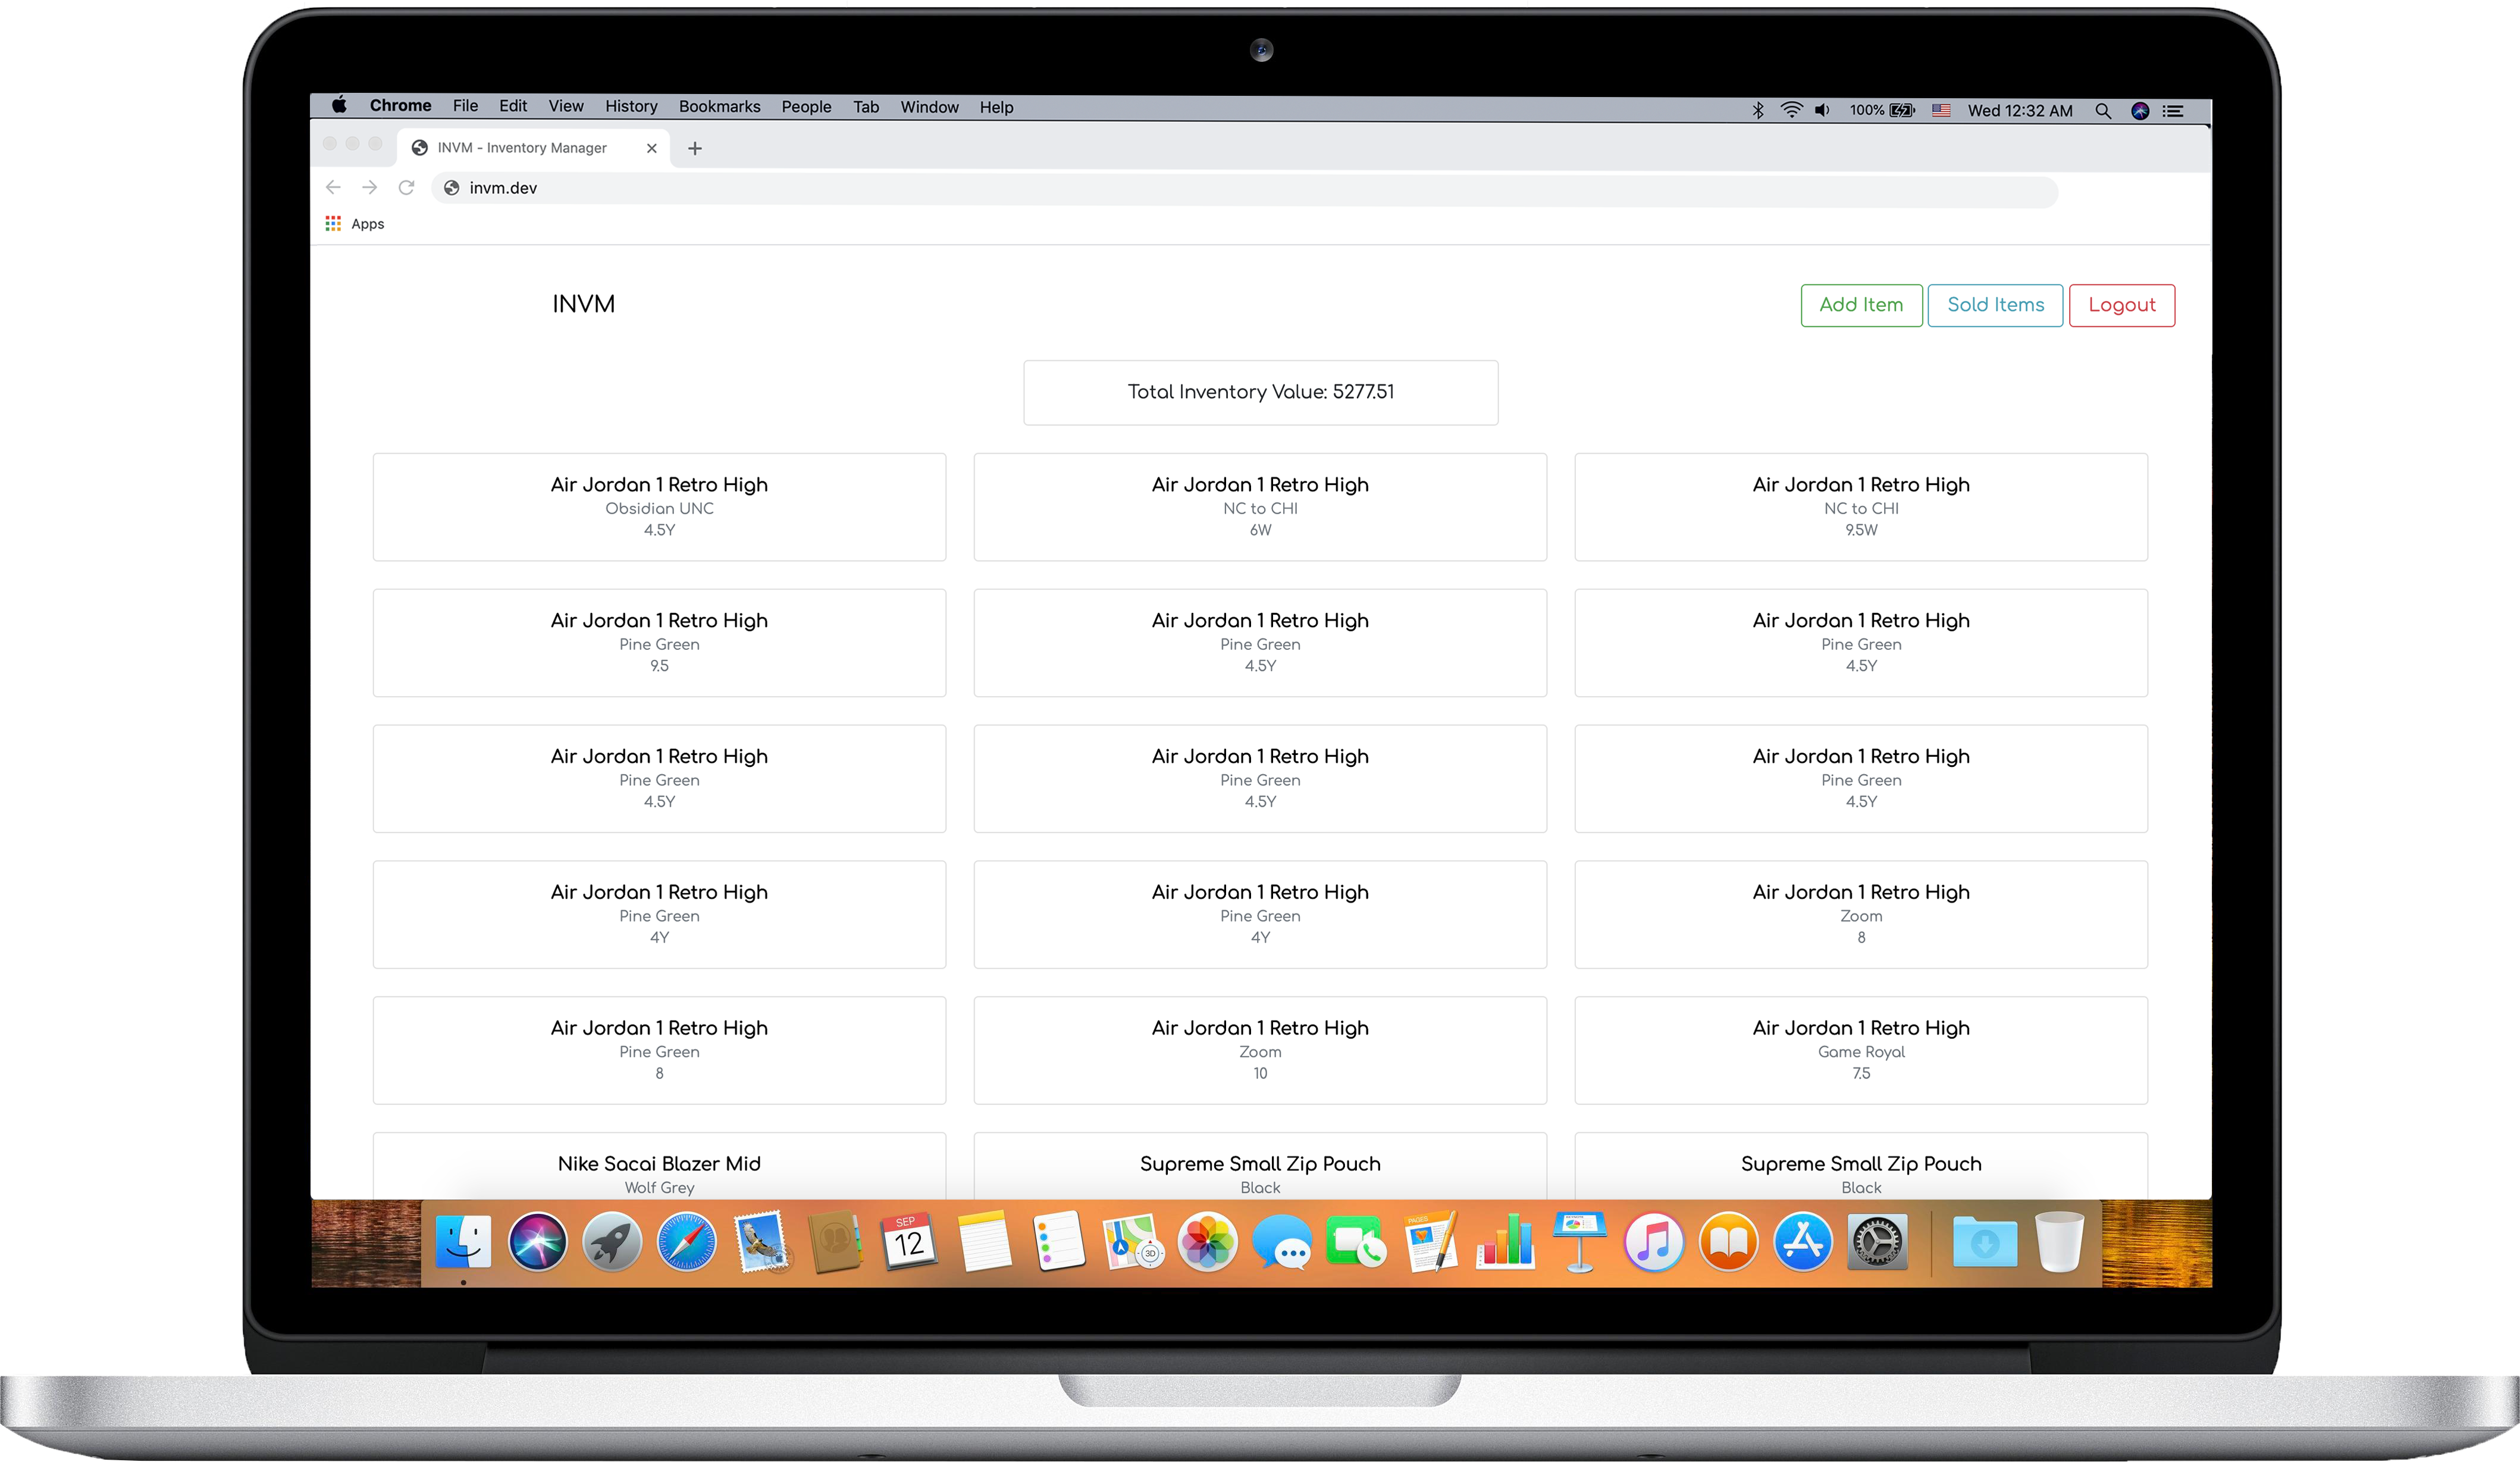 Chrome File Edit View History Bookmarks People Tab Window Help 100% Wed 12:32 AM
INVM - Inventory Manager
invm.dev
Apps
INVM Add Item Sold Items Logout
Total Inventory Value: 5277.51
Air Jordan 1 Retro High Air Jordan 1 Retro High Air Jordan 1 Retro High
Obsidian UNC NC to CHI NC to CHI
4.5Y 6W 9.5W
Air Jordan 1 Retro High Air Jordan 1 Retro High Air Jordan 1 Retro High
Pine Green Pine Green Pine Green
9.5 4.5Y 4.5Y
Air Jordan 1 Retro High Air Jordan 1 Retro High Air Jordan 1 Retro High
Pine Green Pine Green Pine Green
4.5Y 4.5Y 4.5Y
Air Jordan 1 Retro High Air Jordan 1 Retro High Air Jordan 1 Retro High
Pine Green Pine Green Zoom
4Y 4Y 8
Air Jordan 1 Retro High Air Jordan 1 Retro High Air Jordan 1 Retro High
Pine Green Zoom Game Royal
8 10 7.5
Nike Sacai Blazer Mid Supreme Small Zip Pouch Supreme Small Zip Pouch
Wolf Grey Black Black
SEP
12
3D
PAGES